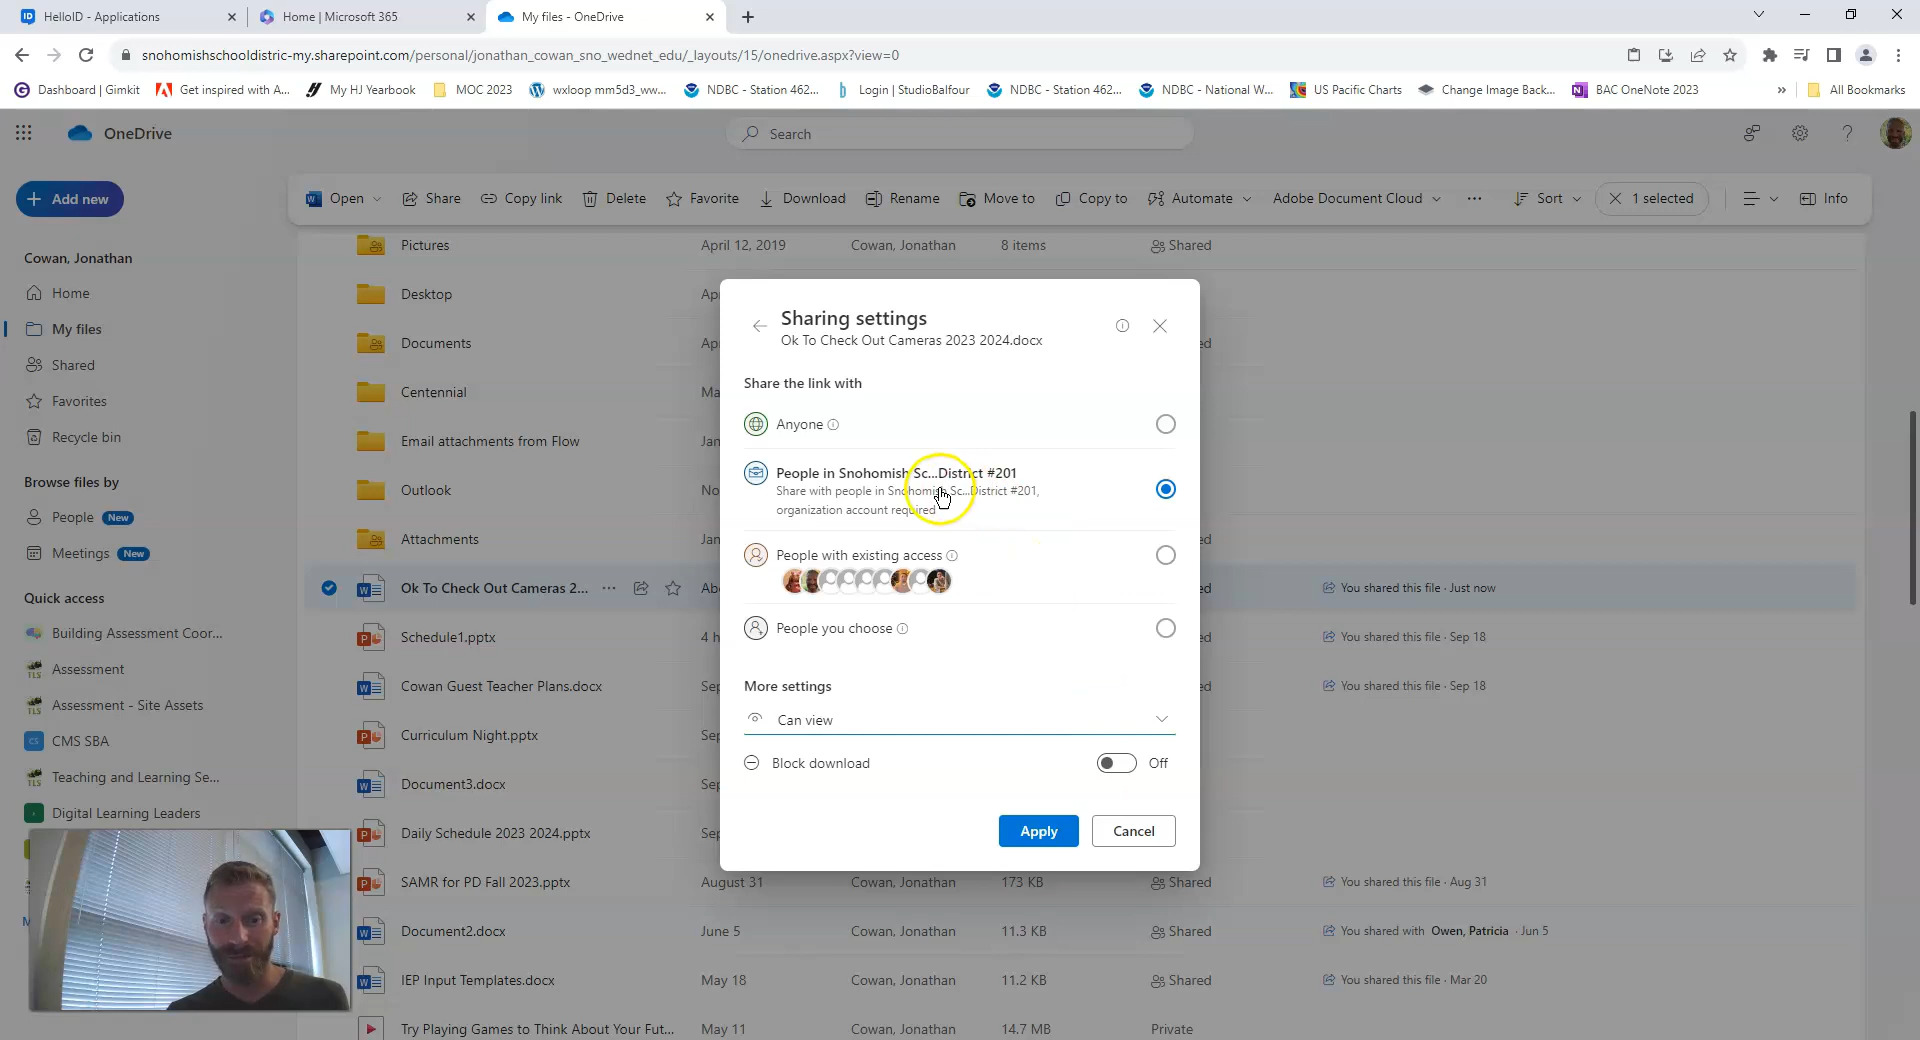 HelloID - Applications
Home | Microsoft 365
My files - OneDrive
snohomishschooldistric-my.sharepoint.com/personal/jonathan_cowan_sno_wednet_edu/_layouts/15/onedrive.aspx?view=0
Dashboard | Gimkit
Get inspired with A...
My HJ Yearbook
MOC 2023
wxloop mm5d3_ww...
NDBC - Station 462...
Login | StudioBalfour
NDBC - Station 462...
NDBC - National W...
US Pacific Charts
Change Image Back...
BAC OneNote 2023
All Bookmarks
OneDrive
Search
Add new
Open
Share
Copy link
Delete
Favorite
Download
Rename
Move to
Copy to
Automate
Adobe Document Cloud
Sort
1 selected
Info
Cowan, Jonathan
Home
My files
Shared
Favorites
Recycle bin
Browse files by
People New
Meetings New
Quick access
Building Assessment Coor...
Assessment
Assessment - Site Assets
CMS SBA
Teaching and Learning Se...
Digital Learning Leaders
Pictures April 12, 2019 Cowan, Jonathan 8 items Shared
Desktop
Documents
Centennial
Email attachments from Flow
Outlook
Attachments
Ok To Check Out Cameras 2... You shared this file · Just now
Schedule1.pptx You shared this file · Sep 18
Cowan Guest Teacher Plans.docx You shared this file · Sep 18
Curriculum Night.pptx
Document3.docx
Daily Schedule 2023 2024.pptx
SAMR for PD Fall 2023.pptx August 31 Cowan, Jonathan 173 KB Shared You shared this file · Aug 31
Document2.docx June 5 Cowan, Jonathan 11.3 KB Shared You shared with Owen, Patricia · Jun 5
IEP Input Templates.docx May 18 Cowan, Jonathan 11.2 KB Shared You shared this file · Mar 20
Try Playing Games to Think About Your Fut... May 11 Cowan, Jonathan 14.7 MB Private
Sharing settings
Ok To Check Out Cameras 2023 2024.docx
Share the link with
Anyone
People in Snohomish Sc...District #201
Share with people in Snohomish Sc...District #201,
organization account required
People with existing access
People you choose
More settings
Can view
Block download Off
Apply
Cancel